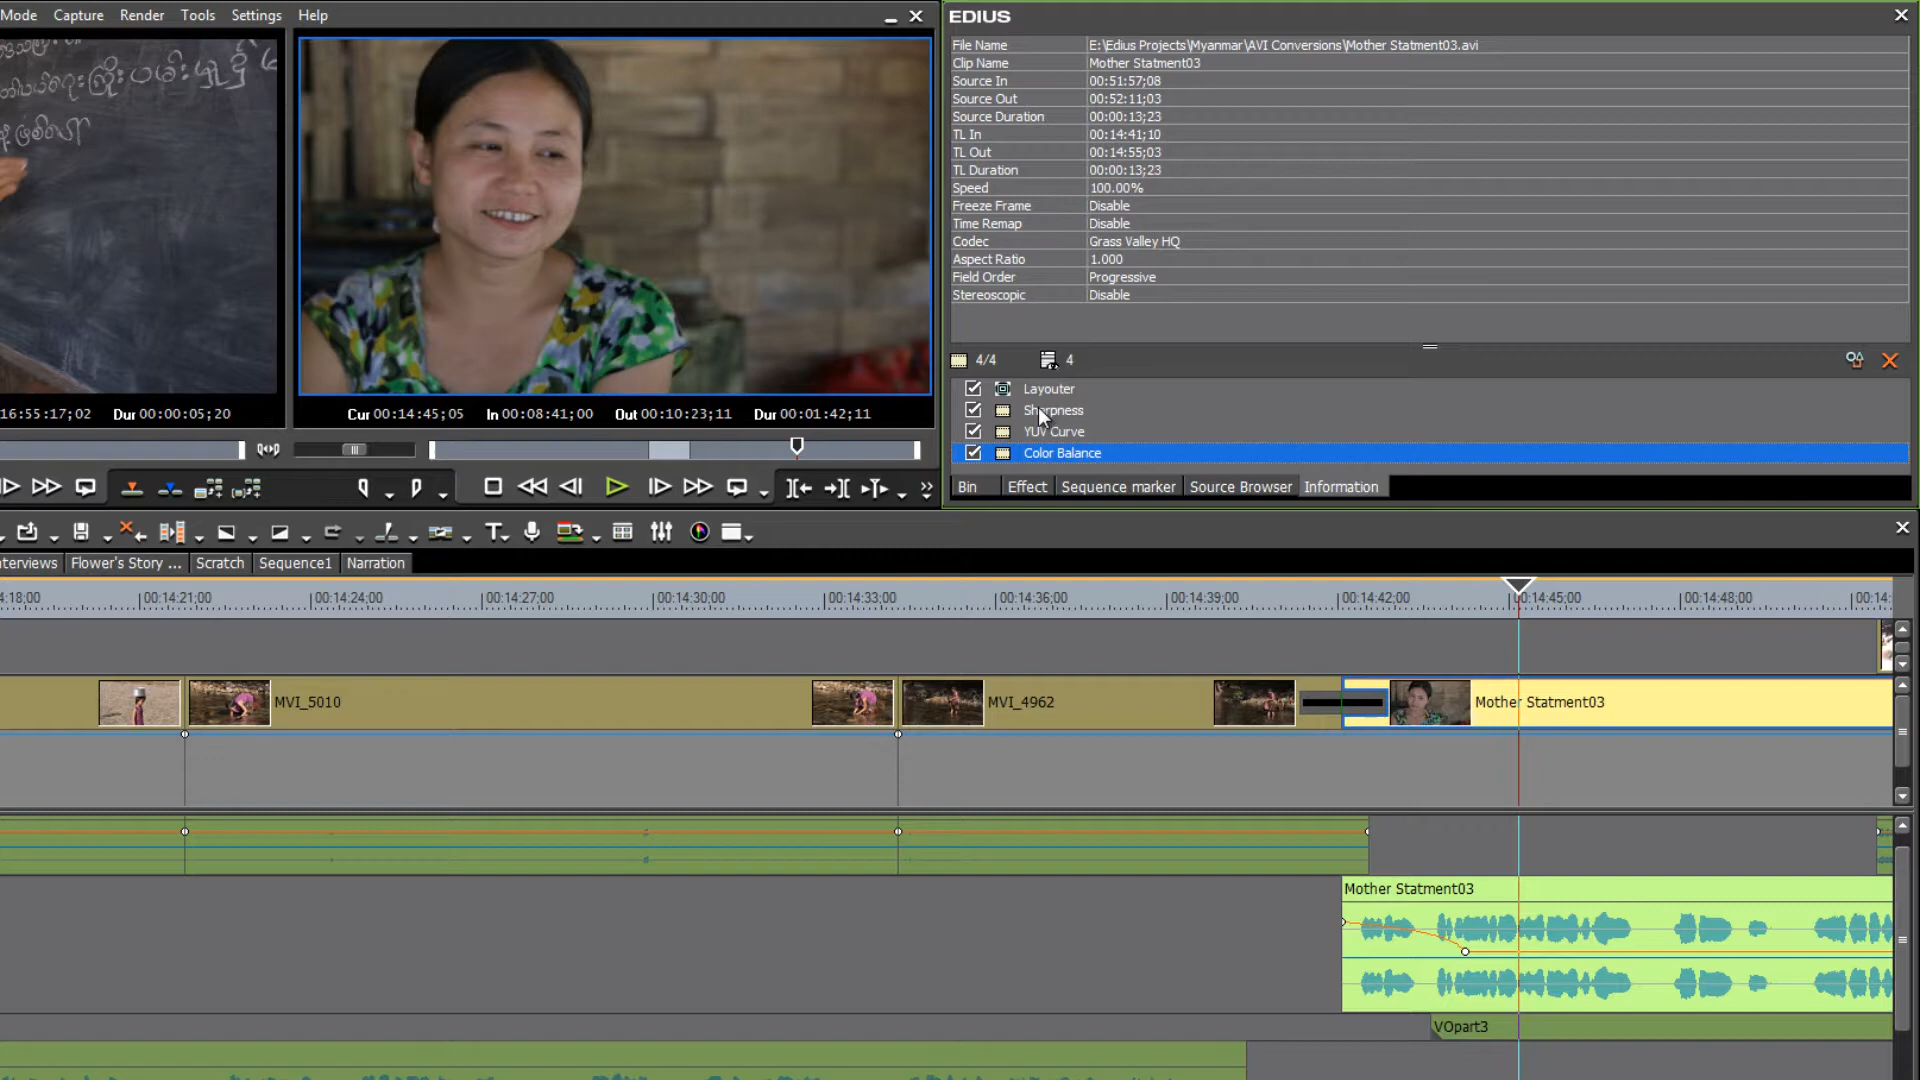 Mode Capture Render Tools Settings Help
EDIUS
File Name E:\Edius Projects\Myanmar\AVI Conversions\Mother Statment03.avi
Clip Name Mother Statment03
Source In 00:51:57;08
Source Out 00:52:11;03
Source Duration 00:00:13;23
TL In 00:14:41;10
TL Out 00:14:55;03
TL Duration 00:00:13;23
Speed 100.00%
Freeze Frame Disable
Time Remap Disable
Codec Grass Valley HQ
Aspect Ratio 1.000
Field Order Progressive
Stereoscopic Disable
4/4 4
Layouter
Sharpness
YUV Curve
Color Balance
16:55:17;02 Dur 00:00:05;20 Cur 00:14:45;05 In 00:08:41;00 Out 00:10:23;11 Dur 00:01:42;11
Bin Effect Sequence marker Source Browser Information
nterviews Flower's Story ... Scratch Sequence1 Narration
4:18;00 00:14:21;00 00:14:24;00 00:14:27;00 00:14:30;00 00:14:33;00 00:14:36;00 00:14:39;00 00:14:42;00 00:14:45;00 00:14:48;00 00:14:
MVI_5010 MVI_4962 Mother Statment03
Mother Statment03
VOpart3